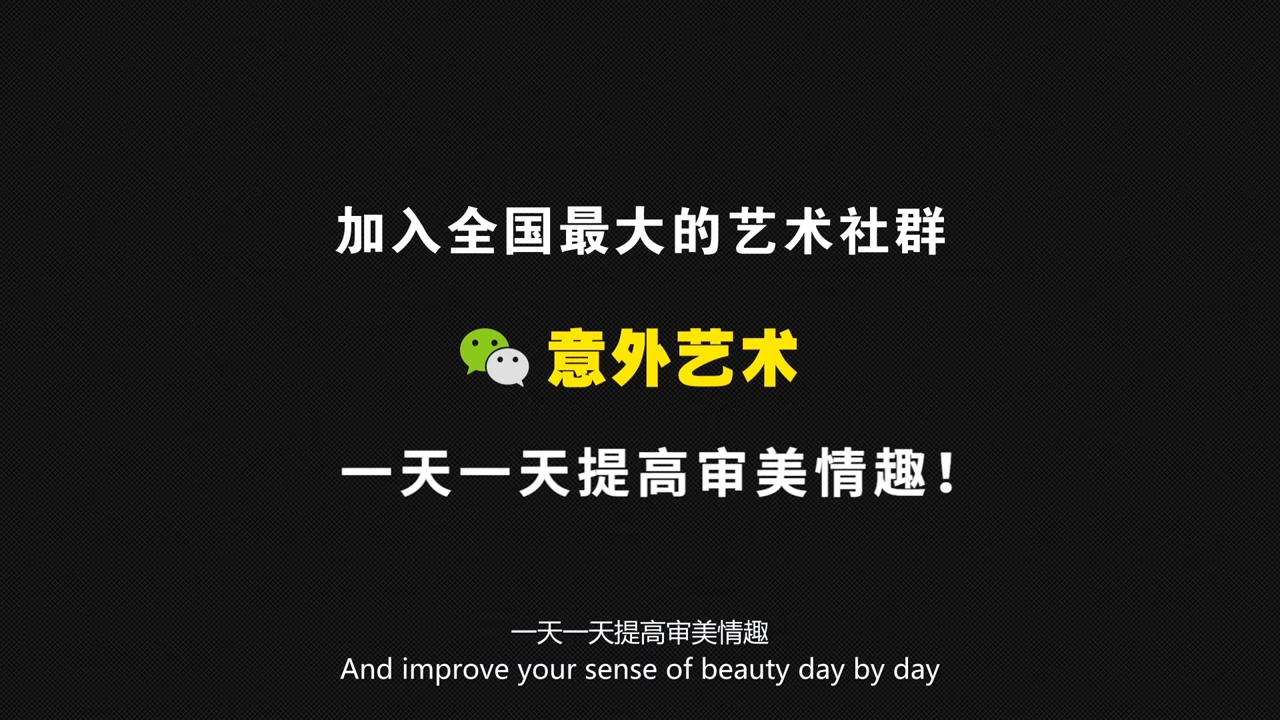 加入全国最大的艺术社群
意外艺术
一天一天提高审美情趣！
一天一天提高审美情趣
And improve your sense of beauty day by day